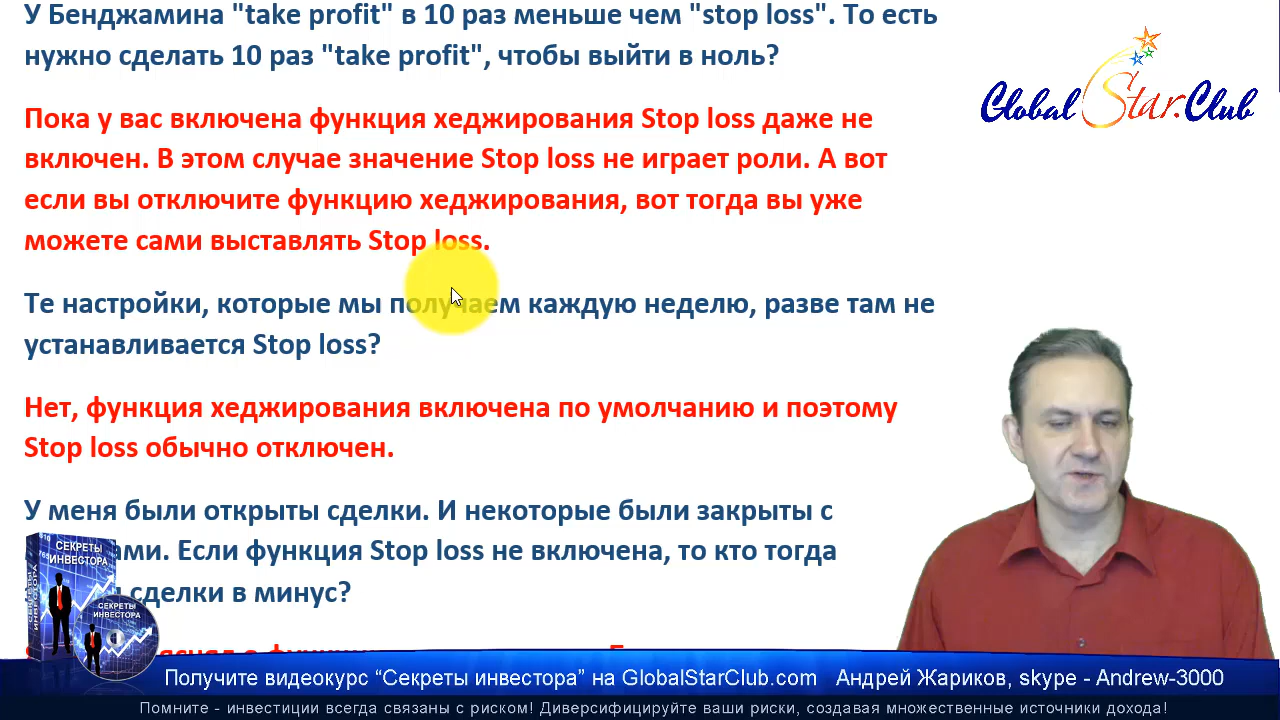 У Бенджамина "take profit" в 10 раз меньше чем "stop loss". То есть
нужно сделать 10 раз "take profit", чтобы выйти в ноль?
Global Star.Club
Пока у вас включена функция хеджирования Stop loss даже не
включен. В этом случае значение Stop loss не играет роли. А вот
если вы отключите функцию хеджирования, вот тогда вы уже
можете сами выставлять Stop loss.
Те настройки, которые мы получаем каждую неделю, разве там не
устанавливается Stop loss?
Нет, функция хеджирования включена по умолчанию и поэтому
Stop loss обычно отключен.
У меня были открыты сделки. И некоторые были закрыты с
Если функция Stop loss не включена, то кто тогда
сделки в минус?
СЕКРЕТЫ
ИНВЕСТОРА
СЕКРЕТЫ
ИНВЕСТОРА
Получите видеокурс “Секреты инвестора” на GlobalStarClub.com Андрей Жариков, skype - Andrew-3000
Помните - инвестиции всегда связаны с риском! Диверсифицируйте ваши риски, создавая множественные источники дохода!